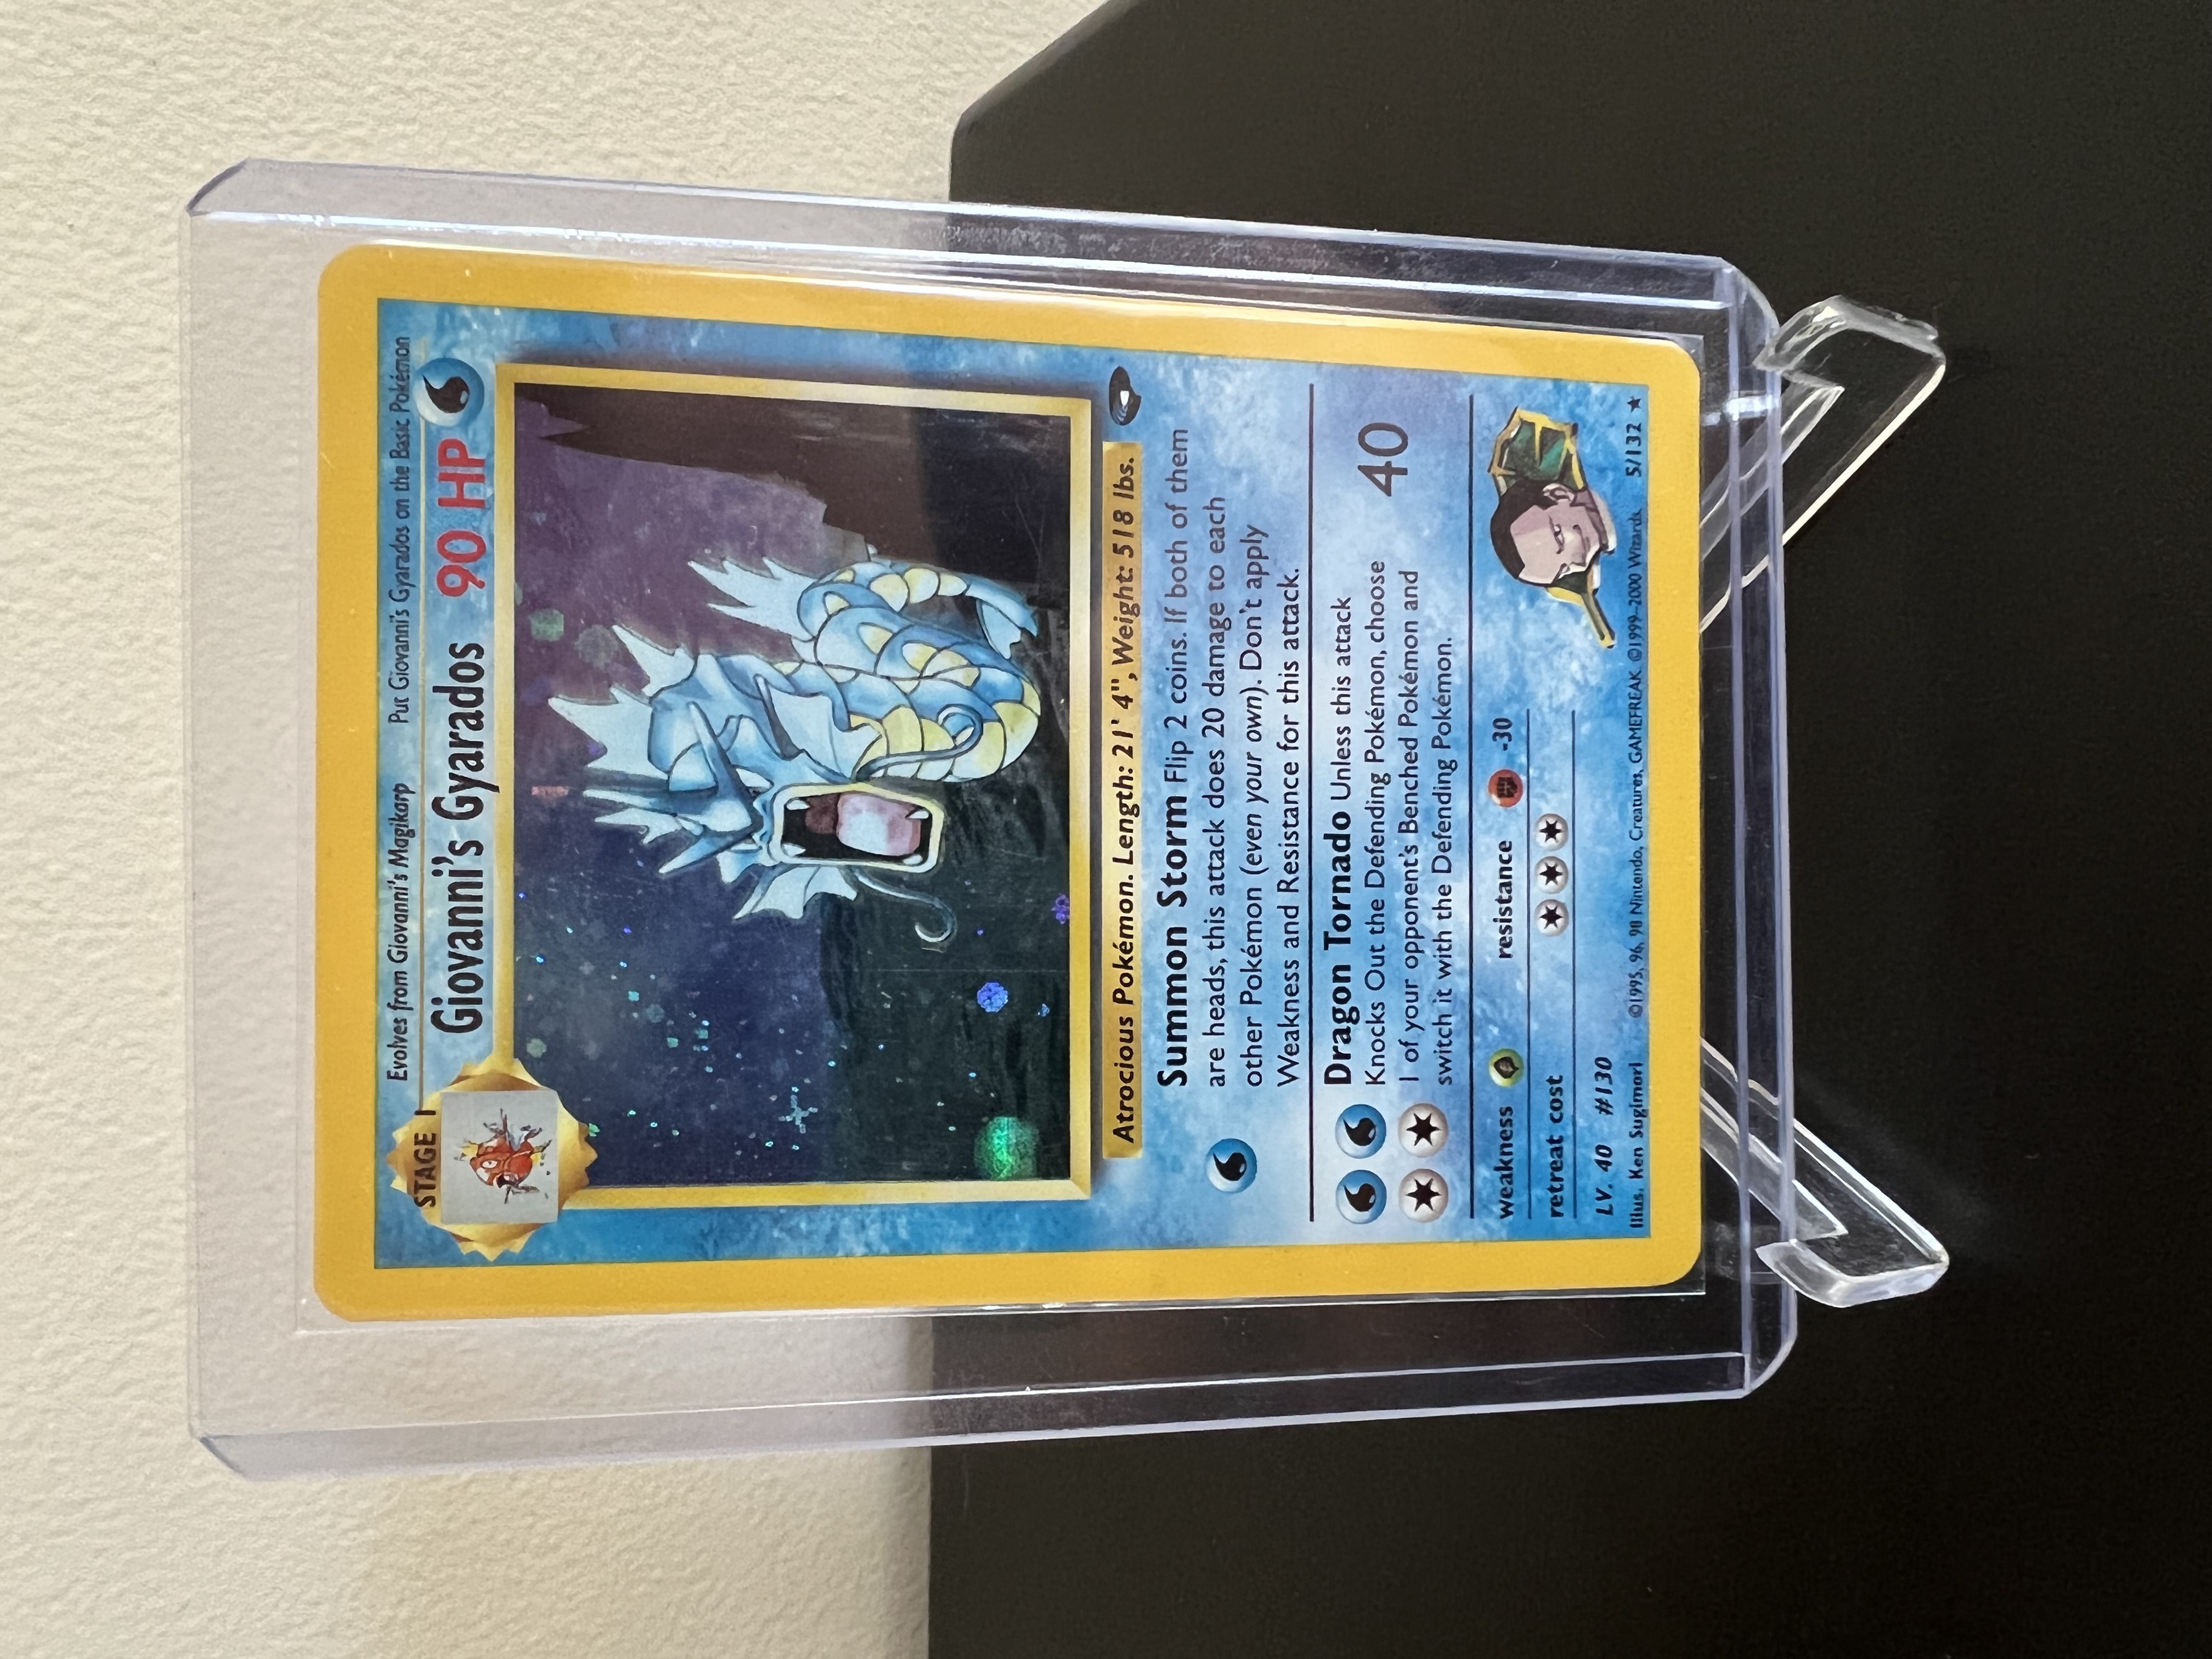 Evolves from Giovanni's Magikarp Put Giovanni's Gyarados on the Basic Pokémon
STAGE 1
Giovanni's Gyarados 90 HP
Atrocious Pokémon. Length: 21' 4", Weight: 518 lbs.
Summon Storm Flip 2 coins. If both of them
are heads, this attack does 20 damage to each
other Pokémon (even your own). Don't apply
Weakness and Resistance for this attack.
Dragon Tornado Unless this attack
Knocks Out the Defending Pokémon, choose
1 of your opponent's Benched Pokémon and
switch it with the Defending Pokémon.
40
weakness resistance -30
retreat cost
LV. 40 #130
Illus. Ken Sugimori ©1995, 96, 98 Nintendo, Creatures, GAMEFREAK. ©1999–2000 Wizards. 5/132 ★